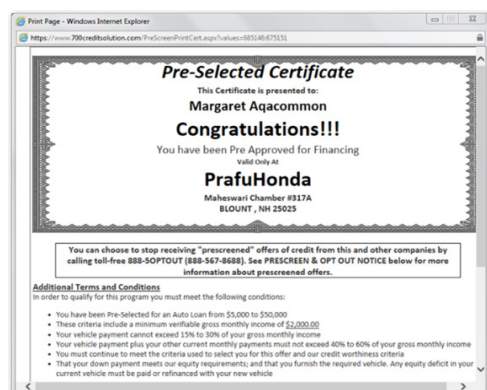 Print Page - Windows Internet Explorer
https://www.700creditsolution.com/PreScreenPrintCert.aspx?values=885146:675151
Pre-Selected Certificate
This Certificate is presented to:
Margaret Aqacommon
Congratulations!!!
You have been Pre Approved for Financing
Valid Only At
PrafuHonda
Maheswari Chamber #317A
BLOUNT , NH 25025
You can choose to stop receiving "prescreened" offers of credit from this and other companies by
calling toll-free 888-5OPTOUT (888-567-8688). See PRESCREEN & OPT OUT NOTICE below for more
information about prescreened offers.
Additional Terms and Conditions
In order to qualify for this program you must meet the following conditions:
• You have been Pre-Selected for an Auto Loan from $5,000 to $50,000
• These criteria include a minimum verifiable gross monthly income of $2,000.00
• Your vehicle payment cannot exceed 15% to 30% of your gross monthly income
• Your vehicle payment plus your other current monthly payments must not exceed 40% to 60% of your gross monthly income
• You must continue to meet the criteria used to select you for this offer and our credit worthiness criteria
• That your down payment meets our equity requirements; and that you furnish the required vehicle. Any equity deficit in your
current vehicle must be paid or refinanced with your new vehicle